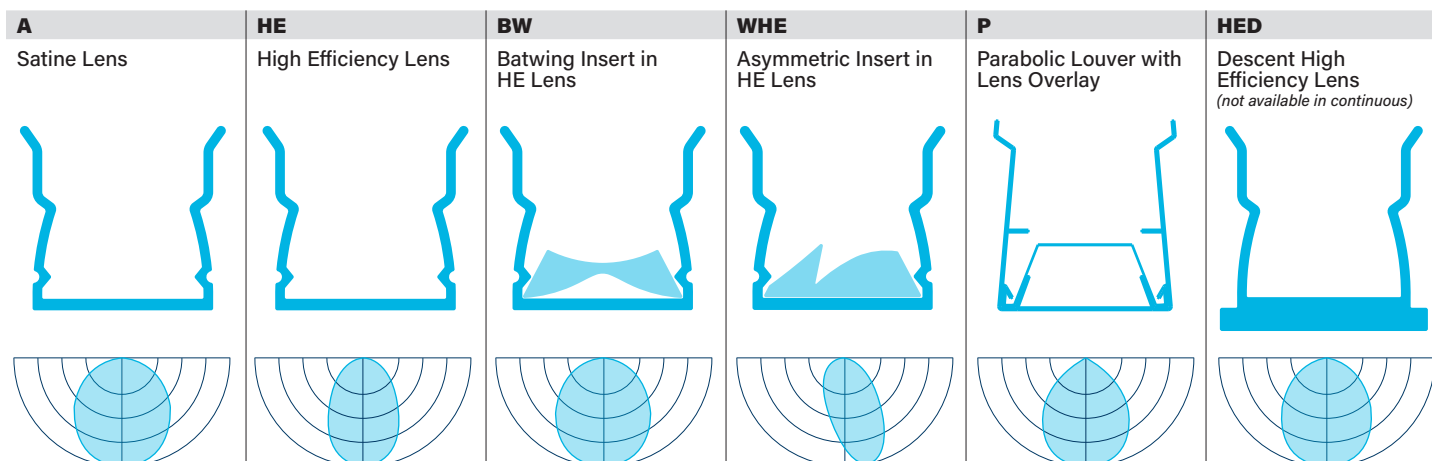 A
Satine Lens
HE
High Efficiency Lens
BW
Batwing Insert in
HE Lens
WHE
Asymmetric Insert in
HE Lens
P
Parabolic Louver with
Lens Overlay
HED
Descent High
Efficiency Lens
(not available in continuous)